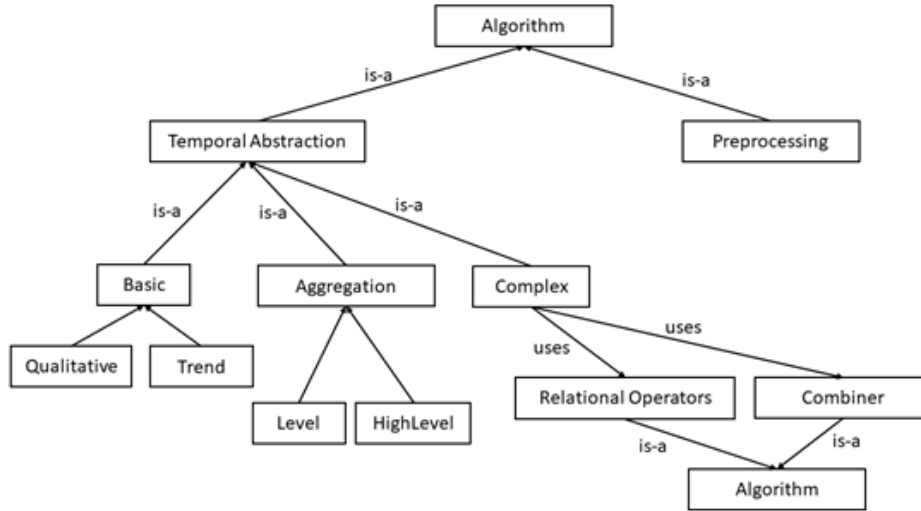 Algorithm
is-a
is-a
Temporal Abstraction
Preprocessing
is-a
is-a
is-a
Basic
Aggregation
Complex
uses
uses
Qualitative
Trend
Relational Operators
Combiner
Level
HighLevel
is-a
is-a
Algorithm